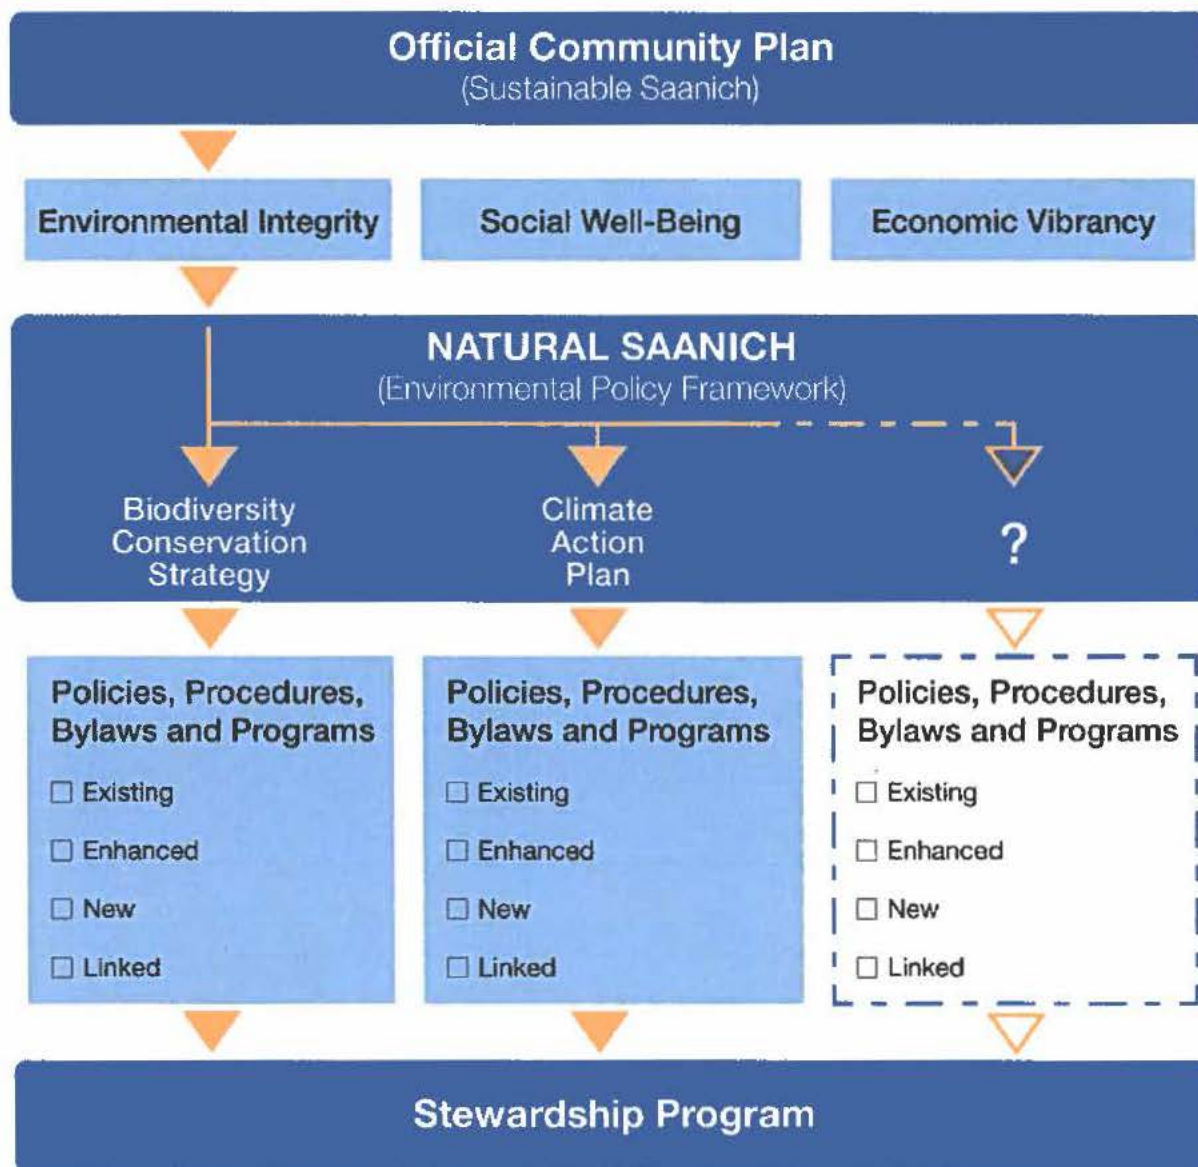 Official Community Plan
(Sustainable Saanich)
Environmental Integrity
Social Well-Being
Economic Vibrancy
NATURAL SAANICH
(Environmental Policy Framework)
Biodiversity
Conservation
Strategy
Climate
Action
Plan
?
Policies, Procedures,
Bylaws and Programs
☐ Existing
☐ Enhanced
☐ New
☐ Linked
Policies, Procedures,
Bylaws and Programs
☐ Existing
☐ Enhanced
☐ New
☐ Linked
Policies, Procedures,
Bylaws and Programs
☐ Existing
☐ Enhanced
☐ New
☐ Linked
Stewardship Program